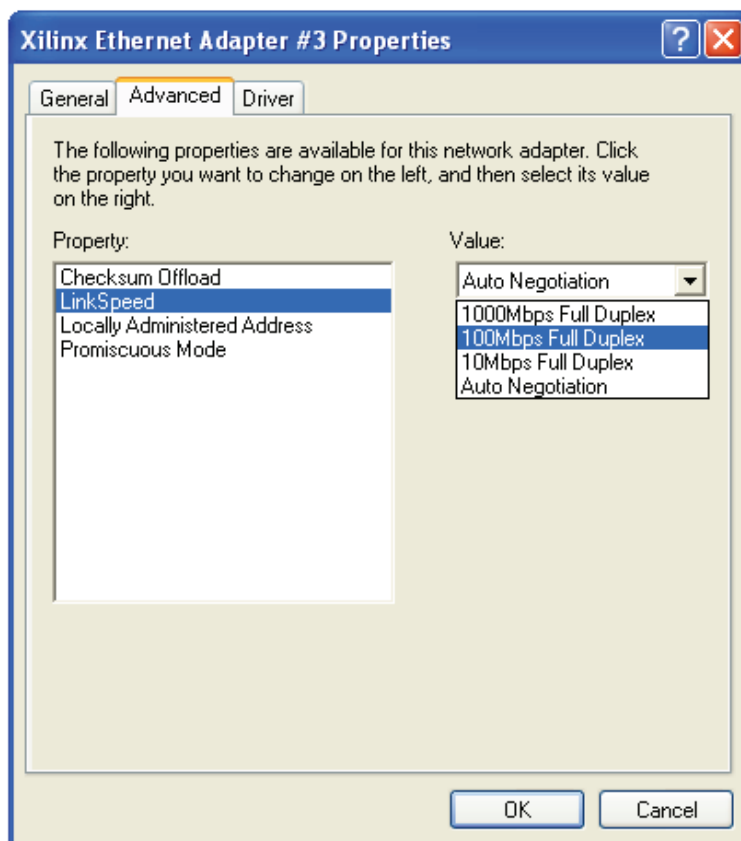 Xilinx Ethernet Adapter #3 Properties
General Advanced Driver
The following properties are available for this network adapter. Click
the property you want to change on the left, and then select its value
on the right.
Property:
Checksum Offload
LinkSpeed
Locally Administered Address
Promiscuous Mode
Value:
Auto Negotiation
1000Mbps Full Duplex
100Mbps Full Duplex
10Mbps Full Duplex
Auto Negotiation
OK Cancel